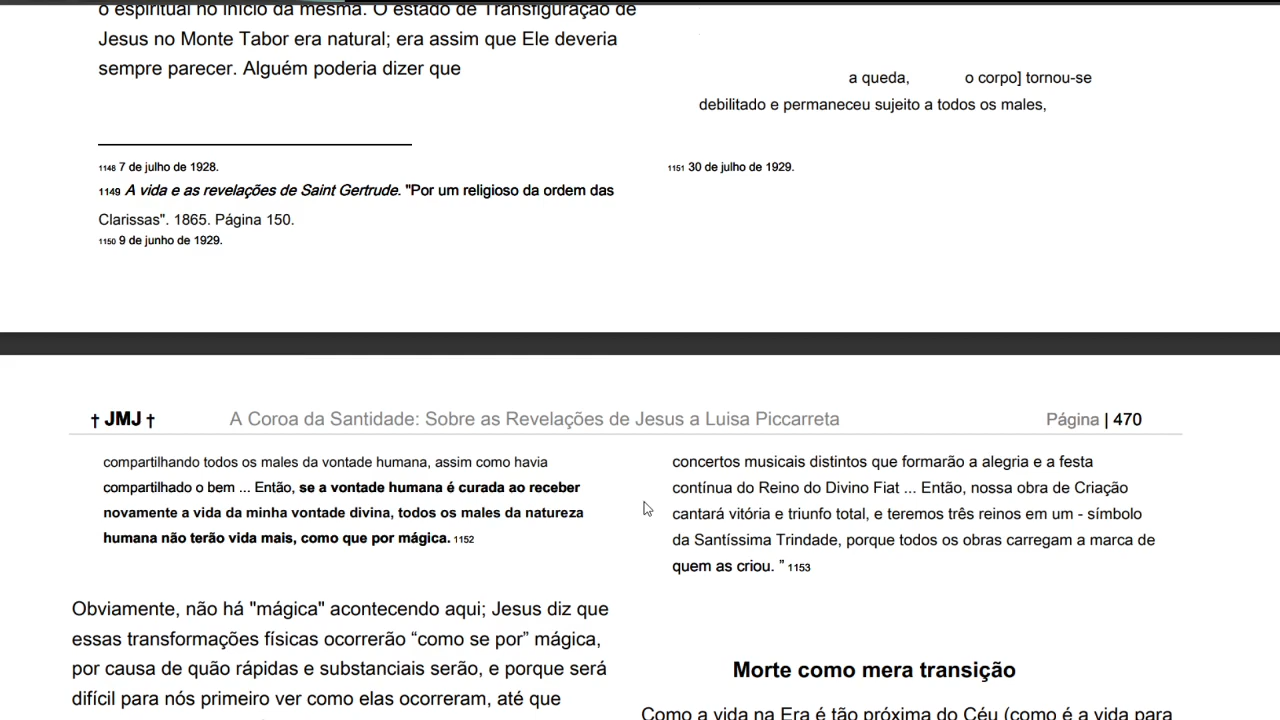 o espiritual no início da mesma. O estado de Transfiguração de
Jesus no Monte Tabor era natural; era assim que Ele deveria
sempre parecer. Alguém poderia dizer que
1148 7 de julho de 1928.
1149 A vida e as revelações de Saint Gertrude. "Por um religioso da ordem das
Clarissas". 1865. Página 150.
1150 9 de junho de 1929.
a queda, o corpo] tornou-se
debilitado e permaneceu sujeito a todos os males,
1151 30 de julho de 1929.
† JMJ † A Coroa da Santidade: Sobre as Revelações de Jesus a Luisa Piccarreta Página | 470
compartilhando todos os males da vontade humana, assim como havia
compartilhado o bem ... Então, se a vontade humana é curada ao receber
novamente a vida da minha vontade divina, todos os males da natureza
humana não terão vida mais, como que por mágica. 1152
Obviamente, não há "mágica" acontecendo aqui; Jesus diz que
essas transformações físicas ocorrerão “como se por” mágica,
por causa de quão rápidas e substanciais serão, e porque será
difícil para nós primeiro ver como elas ocorreram, até que
concertos musicais distintos que formarão a alegria e a festa
contínua do Reino do Divino Fiat ... Então, nossa obra de Criação
cantará vitória e triunfo total, e teremos três reinos em um - símbolo
da Santíssima Trindade, porque todos os obras carregam a marca de
quem as criou. ” 1153
Morte como mera transição
Como a vida na Era é tão próxima do Céu (como é a vida para